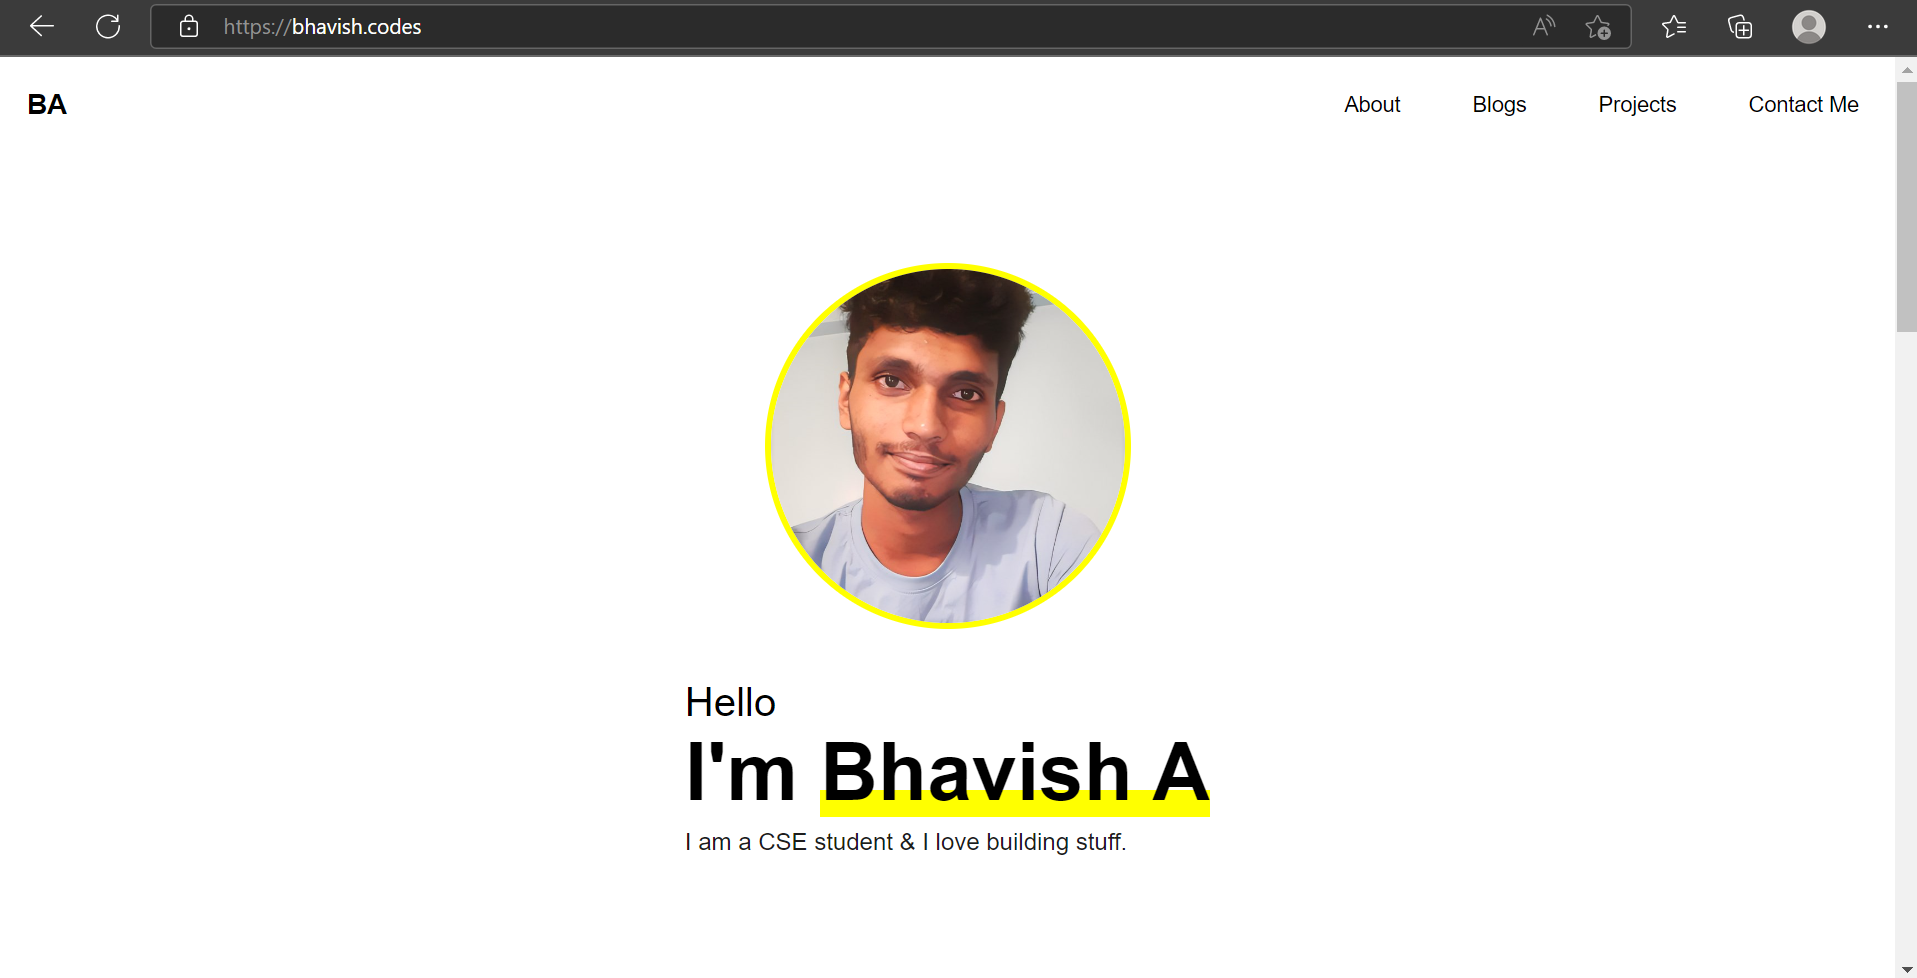 https://bhavish.codes
BA
About Blogs Projects Contact Me
Hello
I'm Bhavish A
I am a CSE student & I love building stuff.